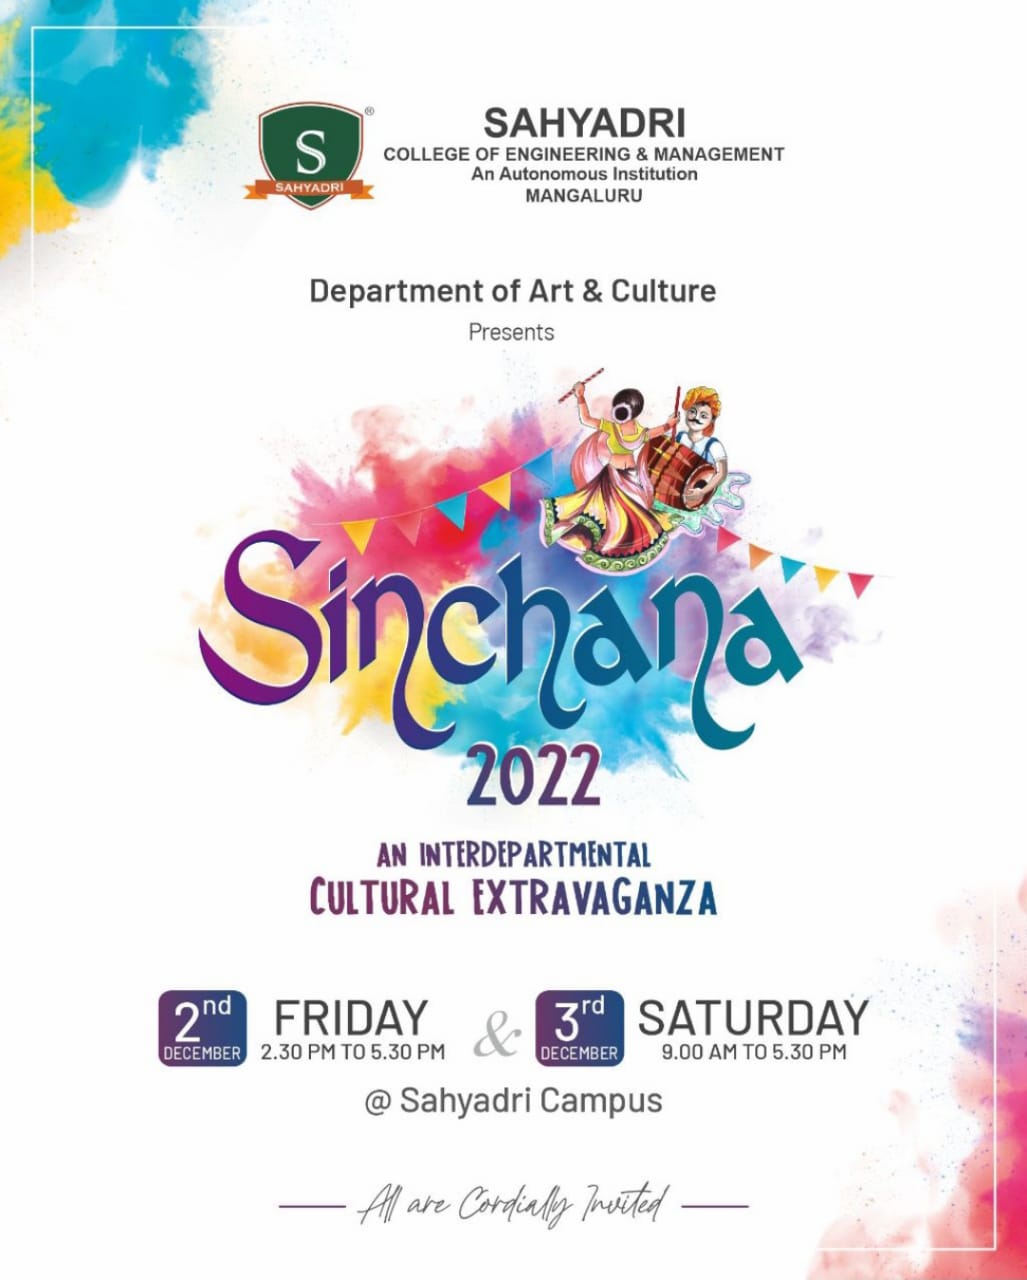 S
SAHYADRI
®
SAHYADRI
COLLEGE OF ENGINEERING & MANAGEMENT
An Autonomous Institution
MANGALURU
Department of Art & Culture
Presents
Sinchana
2022
AN INTERDEPARTMENTAL
CULTURAL EXTRAVAGANZA
2nd
DECEMBER
FRIDAY
2.30 PM TO 5.30 PM
&
3rd
DECEMBER
SATURDAY
9.00 AM TO 5.30 PM
@ Sahyadri Campus
All are Cordially Invited